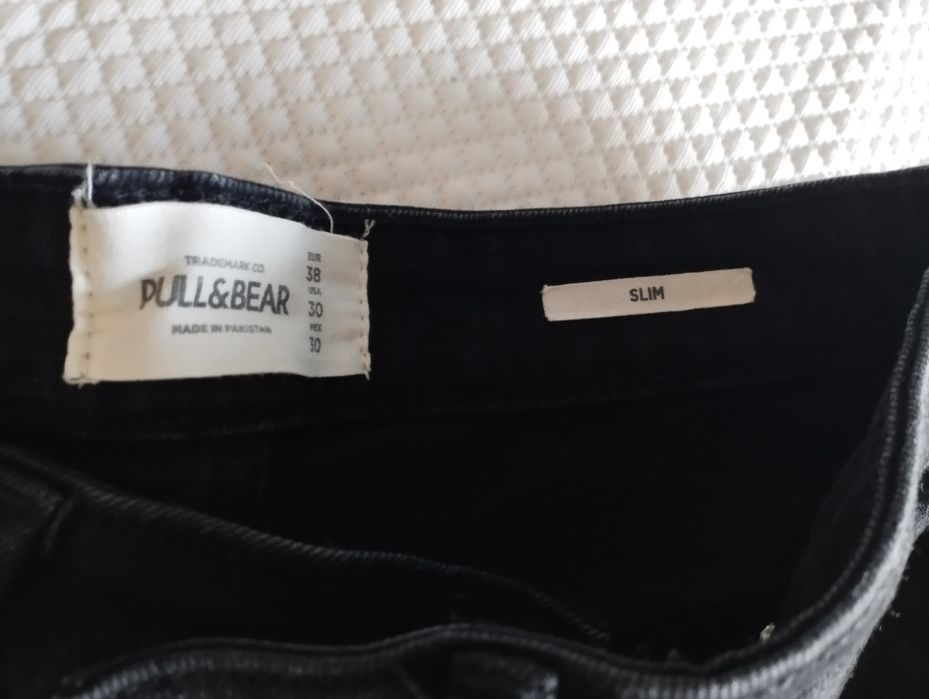 TRADEMARK CO.
PULL&BEAR
MADE IN PAKISTAN
EUR
38
USA
30
MEX
30
SLIM